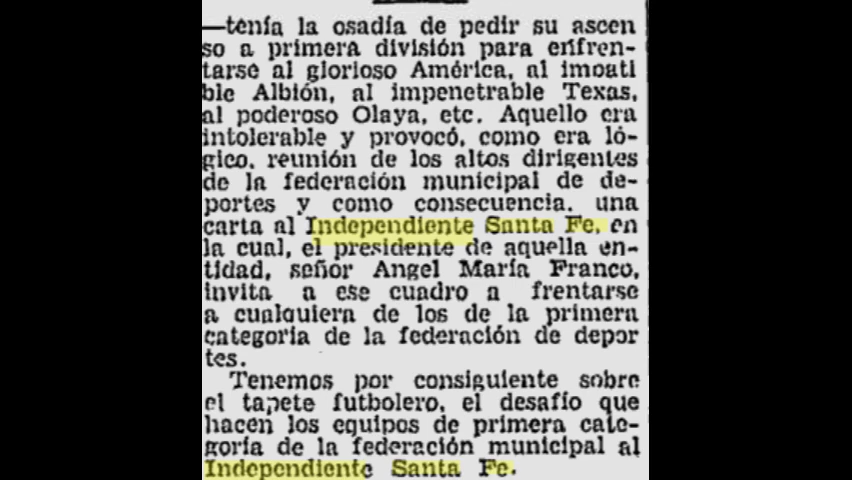 —tenía la osadía de pedir su ascen
so a primera división para enfren-
tarse al glorioso América, al imbati
ble Albión, al impenetrable Texas,
al poderoso Olaya, etc. Aquello era
intolerable y provocó, como era ló-
gico, reunión de los altos dirigentes
de la federación municipal de de-
portes y como consecuencia, una
carta al Independiente Santa Fe, en
la cual, el presidente de aquella en-
tidad, señor Angel María Franco,
invita a ese cuadro a frentarse
a cualquiera de los de la primera
categoría de la federación de depor
tes.
Tenemos por consiguiente sobre
el tapete futbolero, el desafío que
hacen los equipos de primera cate-
goría de la federación municipal al
Independiente Santa Fe.